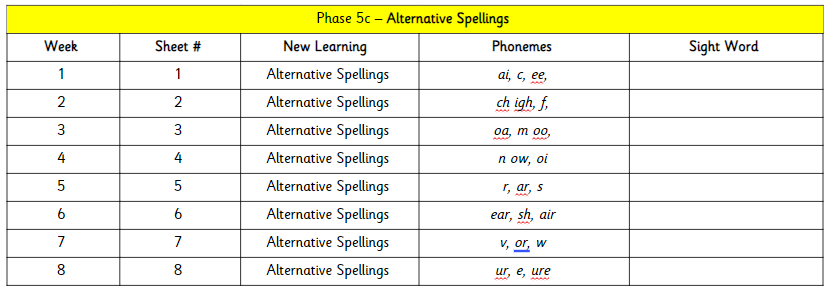 Phase 5c – Alternative Spellings
Week Sheet # New Learning Phonemes Sight Word
1 1 Alternative Spellings ai, c, ee,
2 2 Alternative Spellings ch igh, f,
3 3 Alternative Spellings oa, m oo,
4 4 Alternative Spellings n ow, oi
5 5 Alternative Spellings r, ar, s
6 6 Alternative Spellings ear, sh, air
7 7 Alternative Spellings v, or, w
8 8 Alternative Spellings ur, e, ure